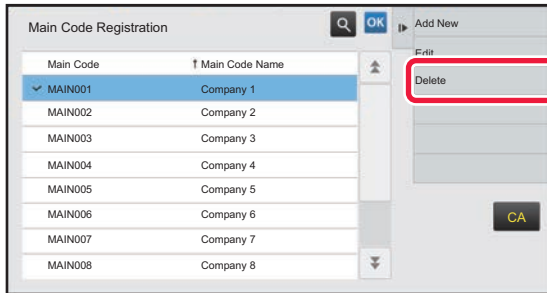 Main Code Registration
OK
Add New
Edit
Delete
Main Code
Main Code Name
MAIN001 Company 1
MAIN002 Company 2
MAIN003 Company 3
MAIN004 Company 4
MAIN005 Company 5
MAIN006 Company 6
MAIN007 Company 7
MAIN008 Company 8
CA